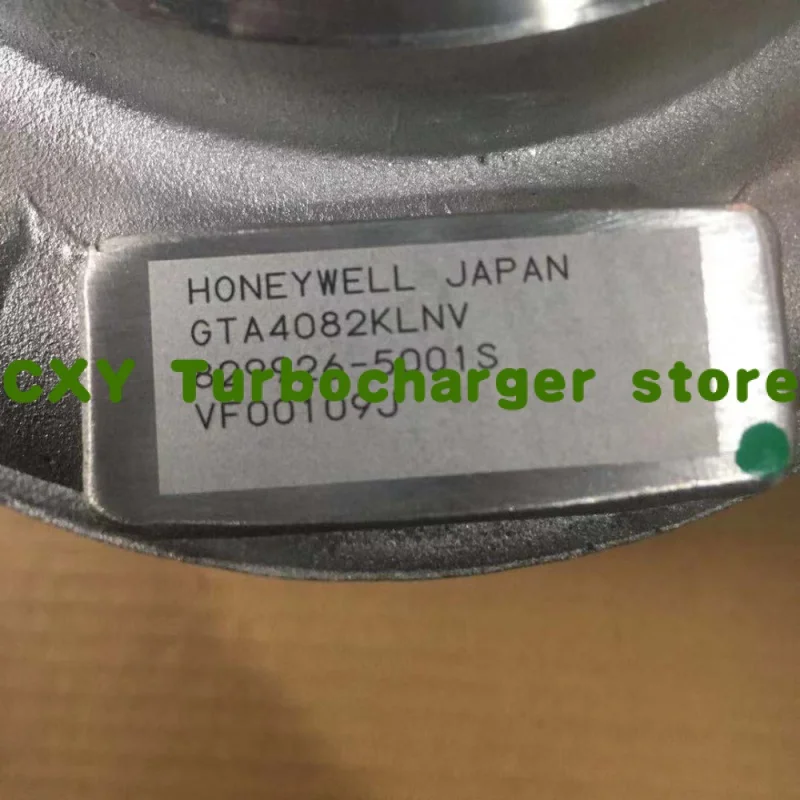 HONEYWELL JAPAN
GTA4082KLNV
CXY Turbocharger store
VF00109J